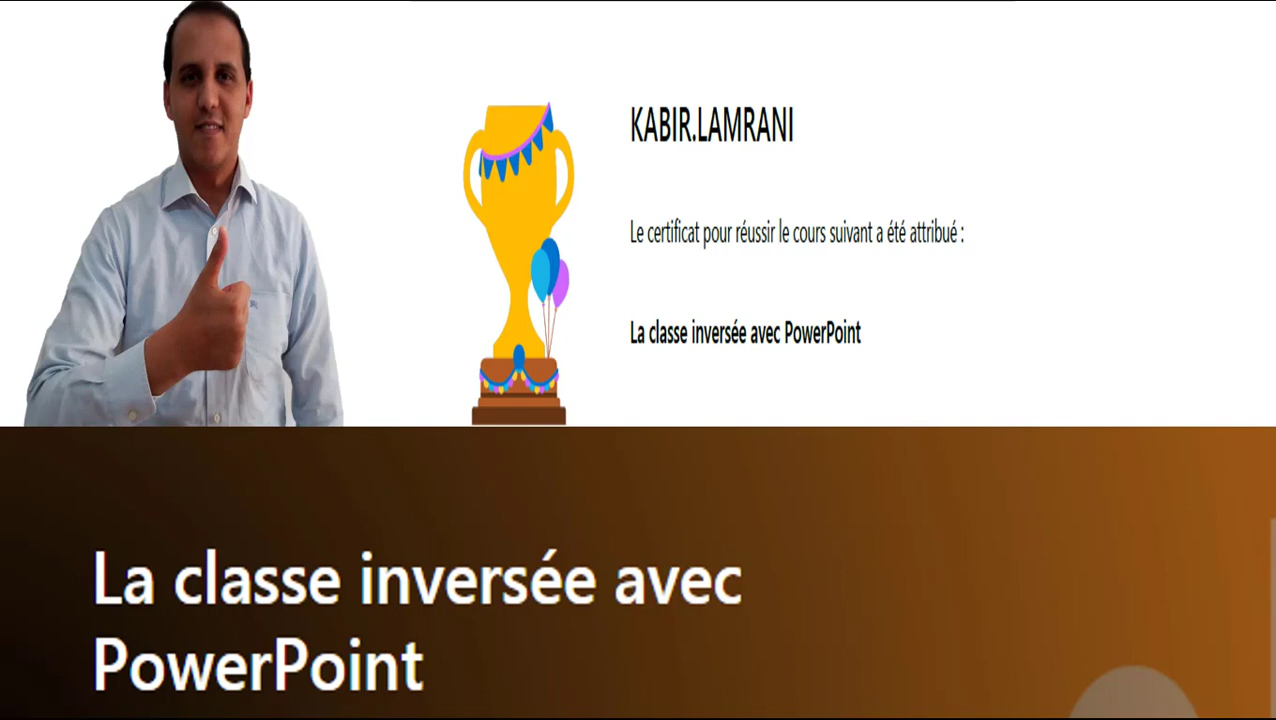 KABIR.LAMRANI
Le certificat pour réussir le cours suivant a été attribué :
La classe inversée avec PowerPoint
La classe inversée avec
PowerPoint